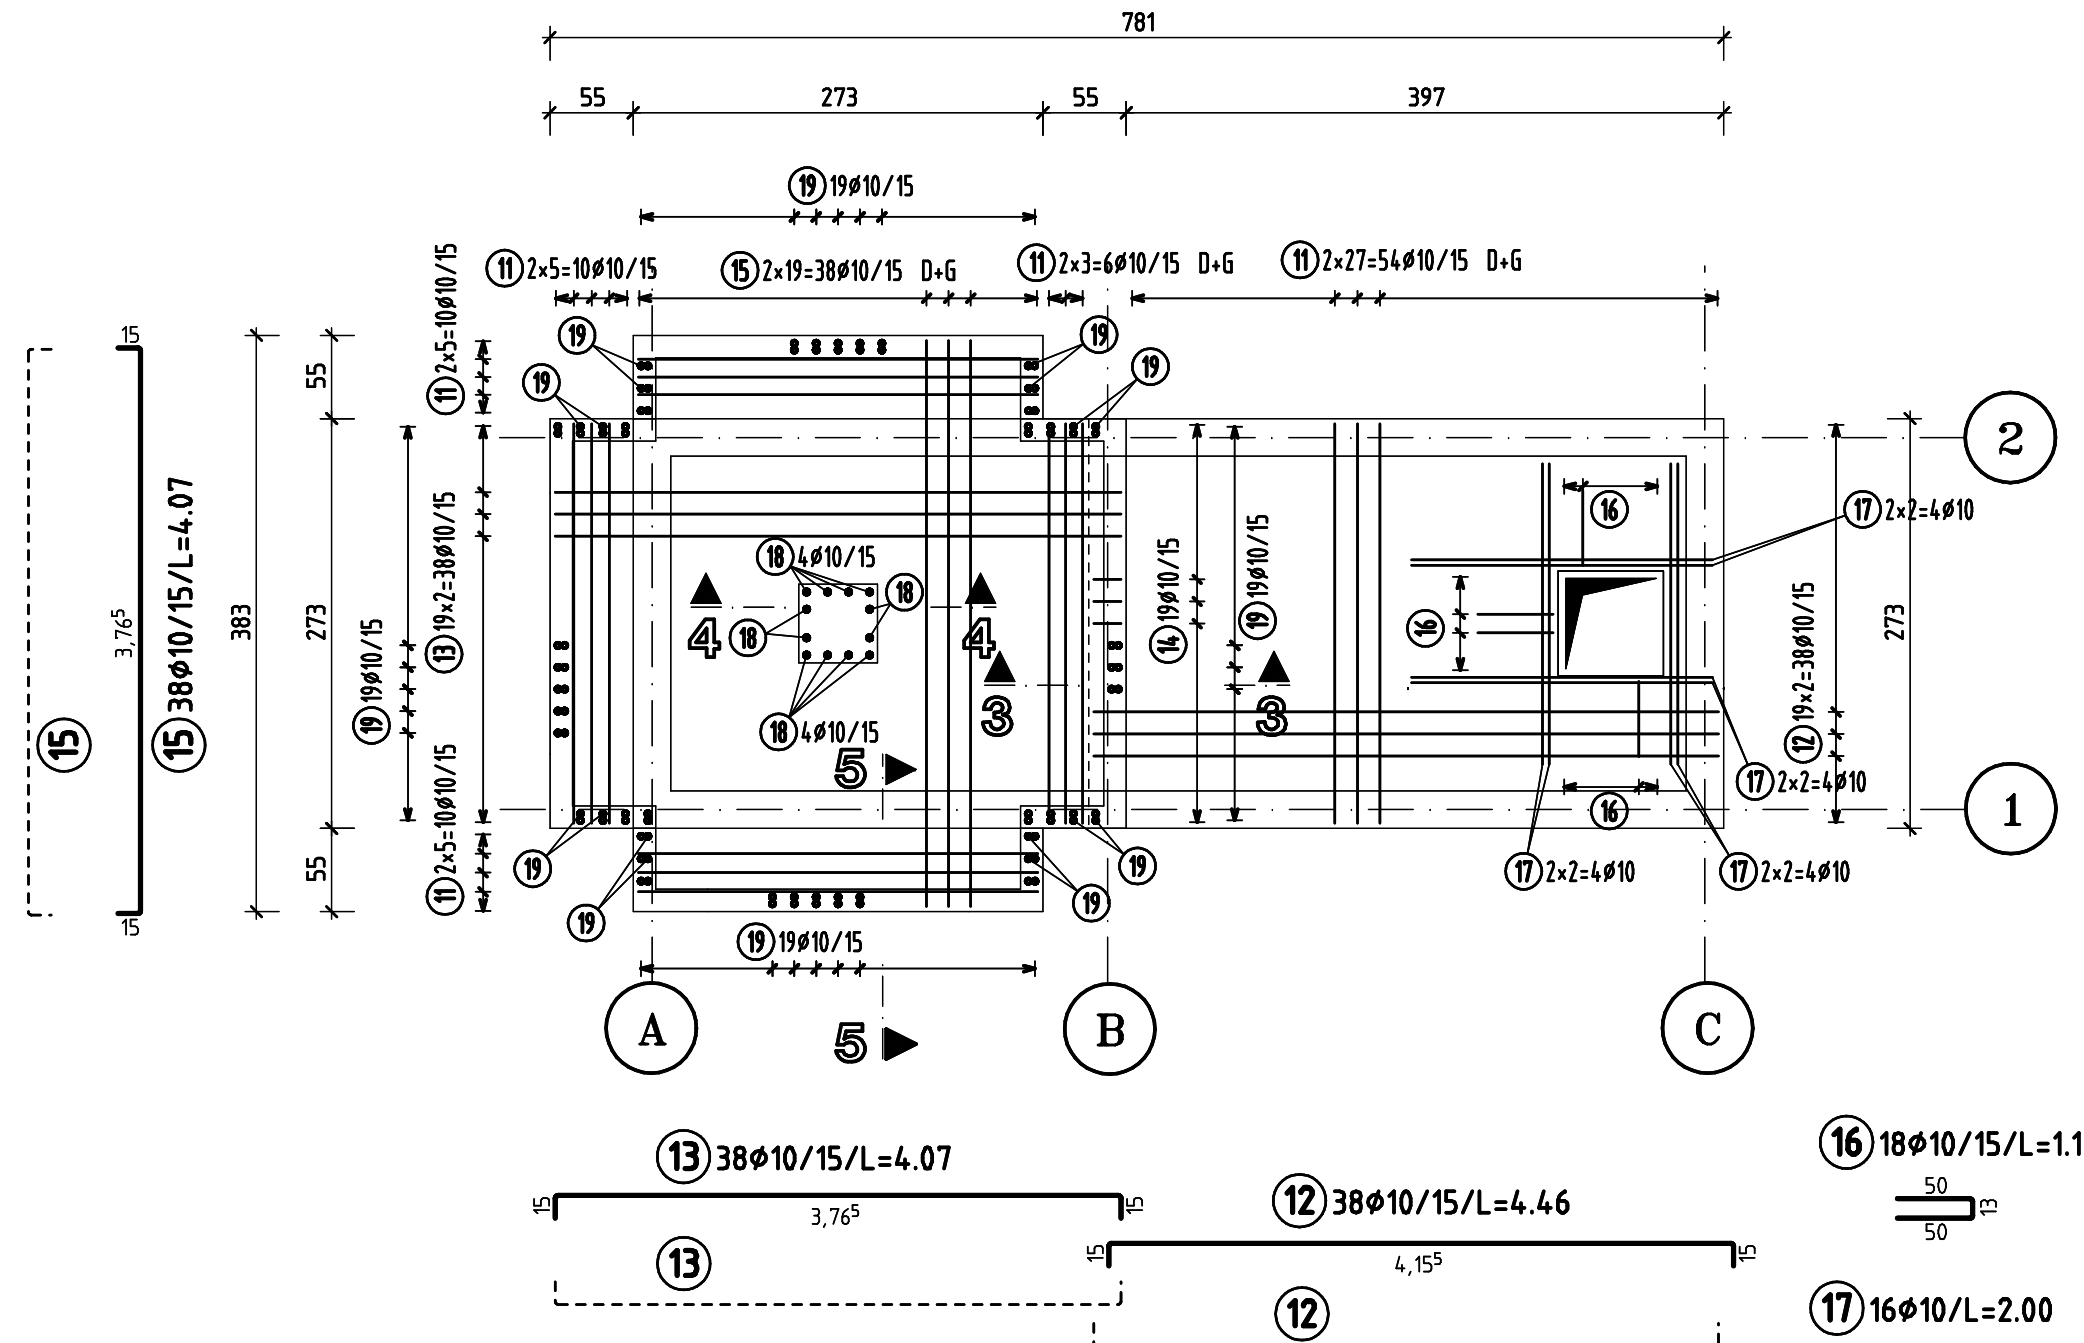 781
55 273 55 397
19 19ø10/15
11 2×5=10ø10/15
15 2×19=38ø10/15 D+G
11 2×3=6ø10/15 D+G
11 2×27=54ø10/15 D+G
11 2×5=10ø10/15
19
19
19
19
15
15
3,76⁵
15
15 38ø10/15/L=4.07
383
55
273
55
19 19ø10/15
13 19×2=38ø10/15
11 2×5=10ø10/15
18 4ø10/15
18
18
18 4ø10/15
4
4
3
3
5
14 19ø10/15
19 19ø10/15
16
16
16
17 2×2=4ø10
17 2×2=4ø10
17 2×2=4ø10
17 2×2=4ø10
12 19×2=38ø10/15
273
2
1
19
19
19
19
19 19ø10/15
5
A
B
C
13 38ø10/15/L=4.07
15
3,76⁵
15
13
12 38ø10/15/L=4.46
15
4,15⁵
15
12
16 18ø10/15/L=1.1
50
13
50
17 16ø10/L=2.00